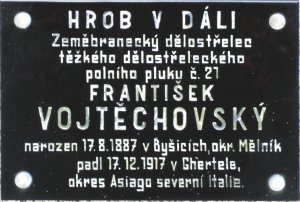 HROB V DÁLI
Zeměbranecký dělostřelec
těžkého dělostřeleckého
polního pluku č. 21
FRANTIŠEK
VOJTĚCHOVSKÝ
narozen 17.8.1887 v Byšicích, okr. Mělník
padl 17.12.1917 v Ghertele,
okres Asiago severní Italie.